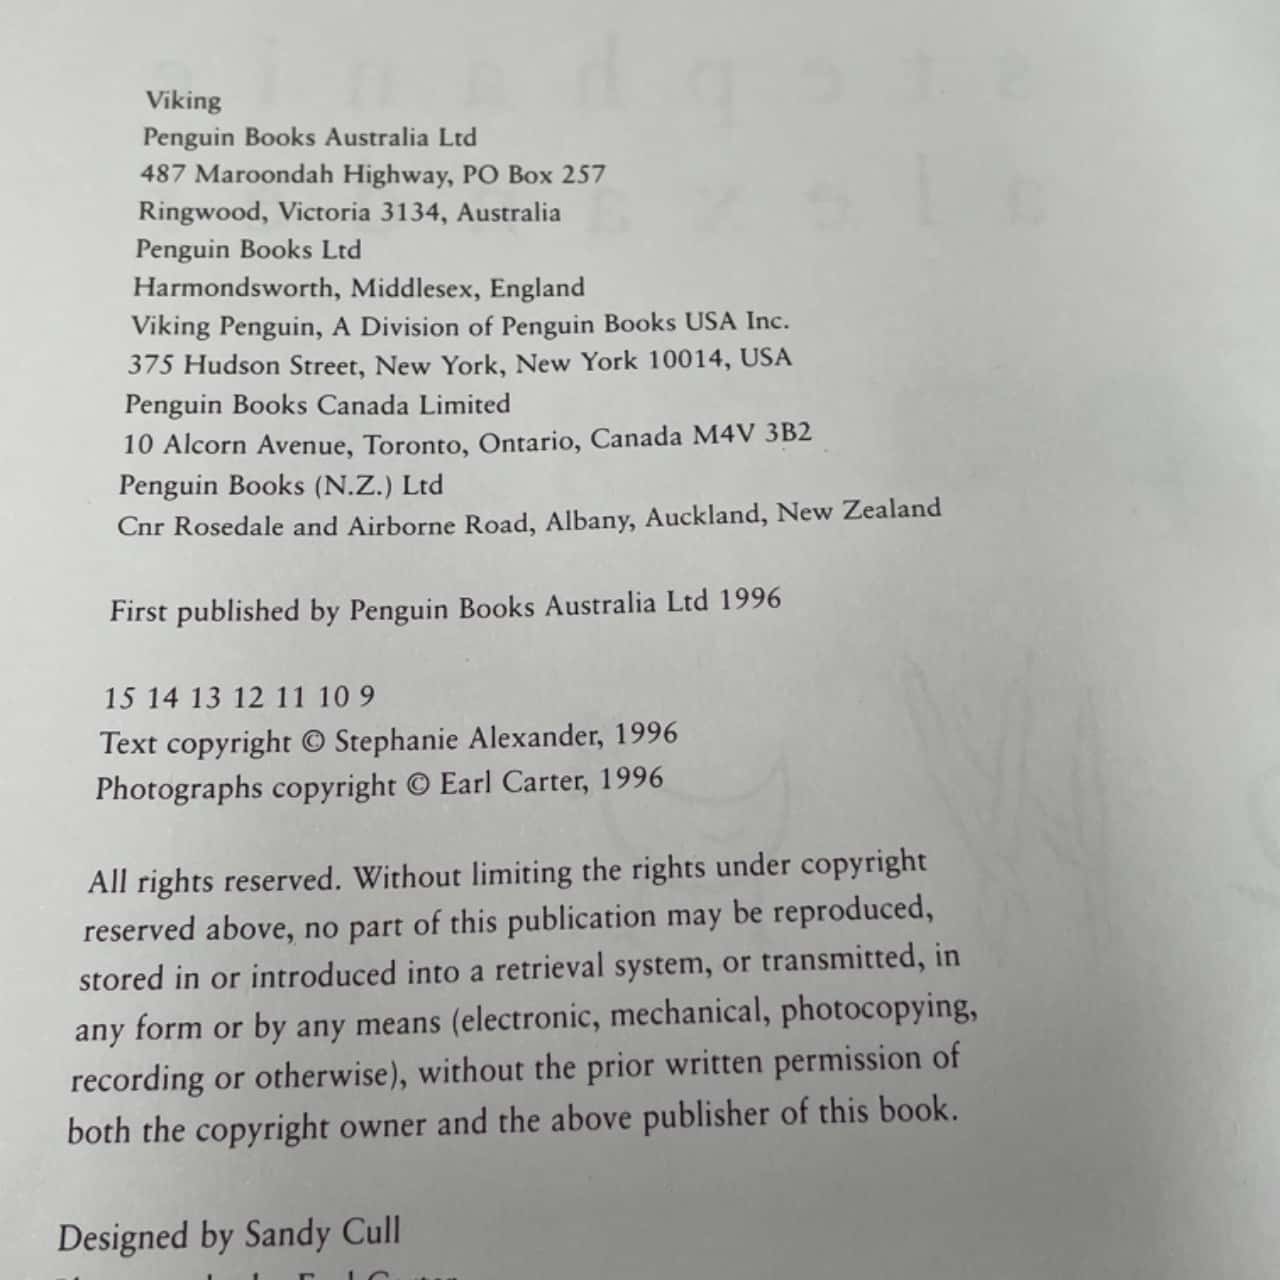 Viking
Penguin Books Australia Ltd
487 Maroondah Highway, PO Box 257
Ringwood, Victoria 3134, Australia
Penguin Books Ltd
Harmondsworth, Middlesex, England
Viking Penguin, A Division of Penguin Books USA Inc.
375 Hudson Street, New York, New York 10014, USA
Penguin Books Canada Limited
10 Alcorn Avenue, Toronto, Ontario, Canada M4V 3B2
Penguin Books (N.Z.) Ltd
Cnr Rosedale and Airborne Road, Albany, Auckland, New Zealand
First published by Penguin Books Australia Ltd 1996
15 14 13 12 11 10 9
Text copyright © Stephanie Alexander, 1996
Photographs copyright © Earl Carter, 1996
All rights reserved. Without limiting the rights under copyright
reserved above, no part of this publication may be reproduced,
stored in or introduced into a retrieval system, or transmitted, in
any form or by any means (electronic, mechanical, photocopying,
recording or otherwise), without the prior written permission of
both the copyright owner and the above publisher of this book.
Designed by Sandy Cull